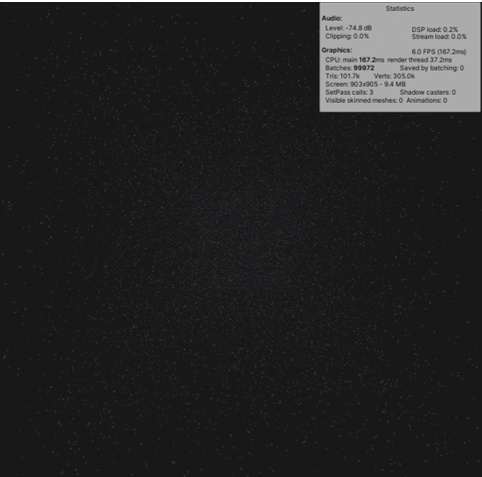 Statistics
Audio:
Level: -74.8 dB DSP load: 0.2%
Clipping: 0.0% Stream load: 0.0%
Graphics: 6.0 FPS (167.2ms)
CPU: main 167.2ms render thread 37.2ms
Batches: 99972 Saved by batching: 0
Tris: 101.7k Verts: 305.0k
Screen: 903x905 - 9.4 MB
SetPass calls: 3 Shadow casters: 0
Visible skinned meshes: 0 Animations: 0